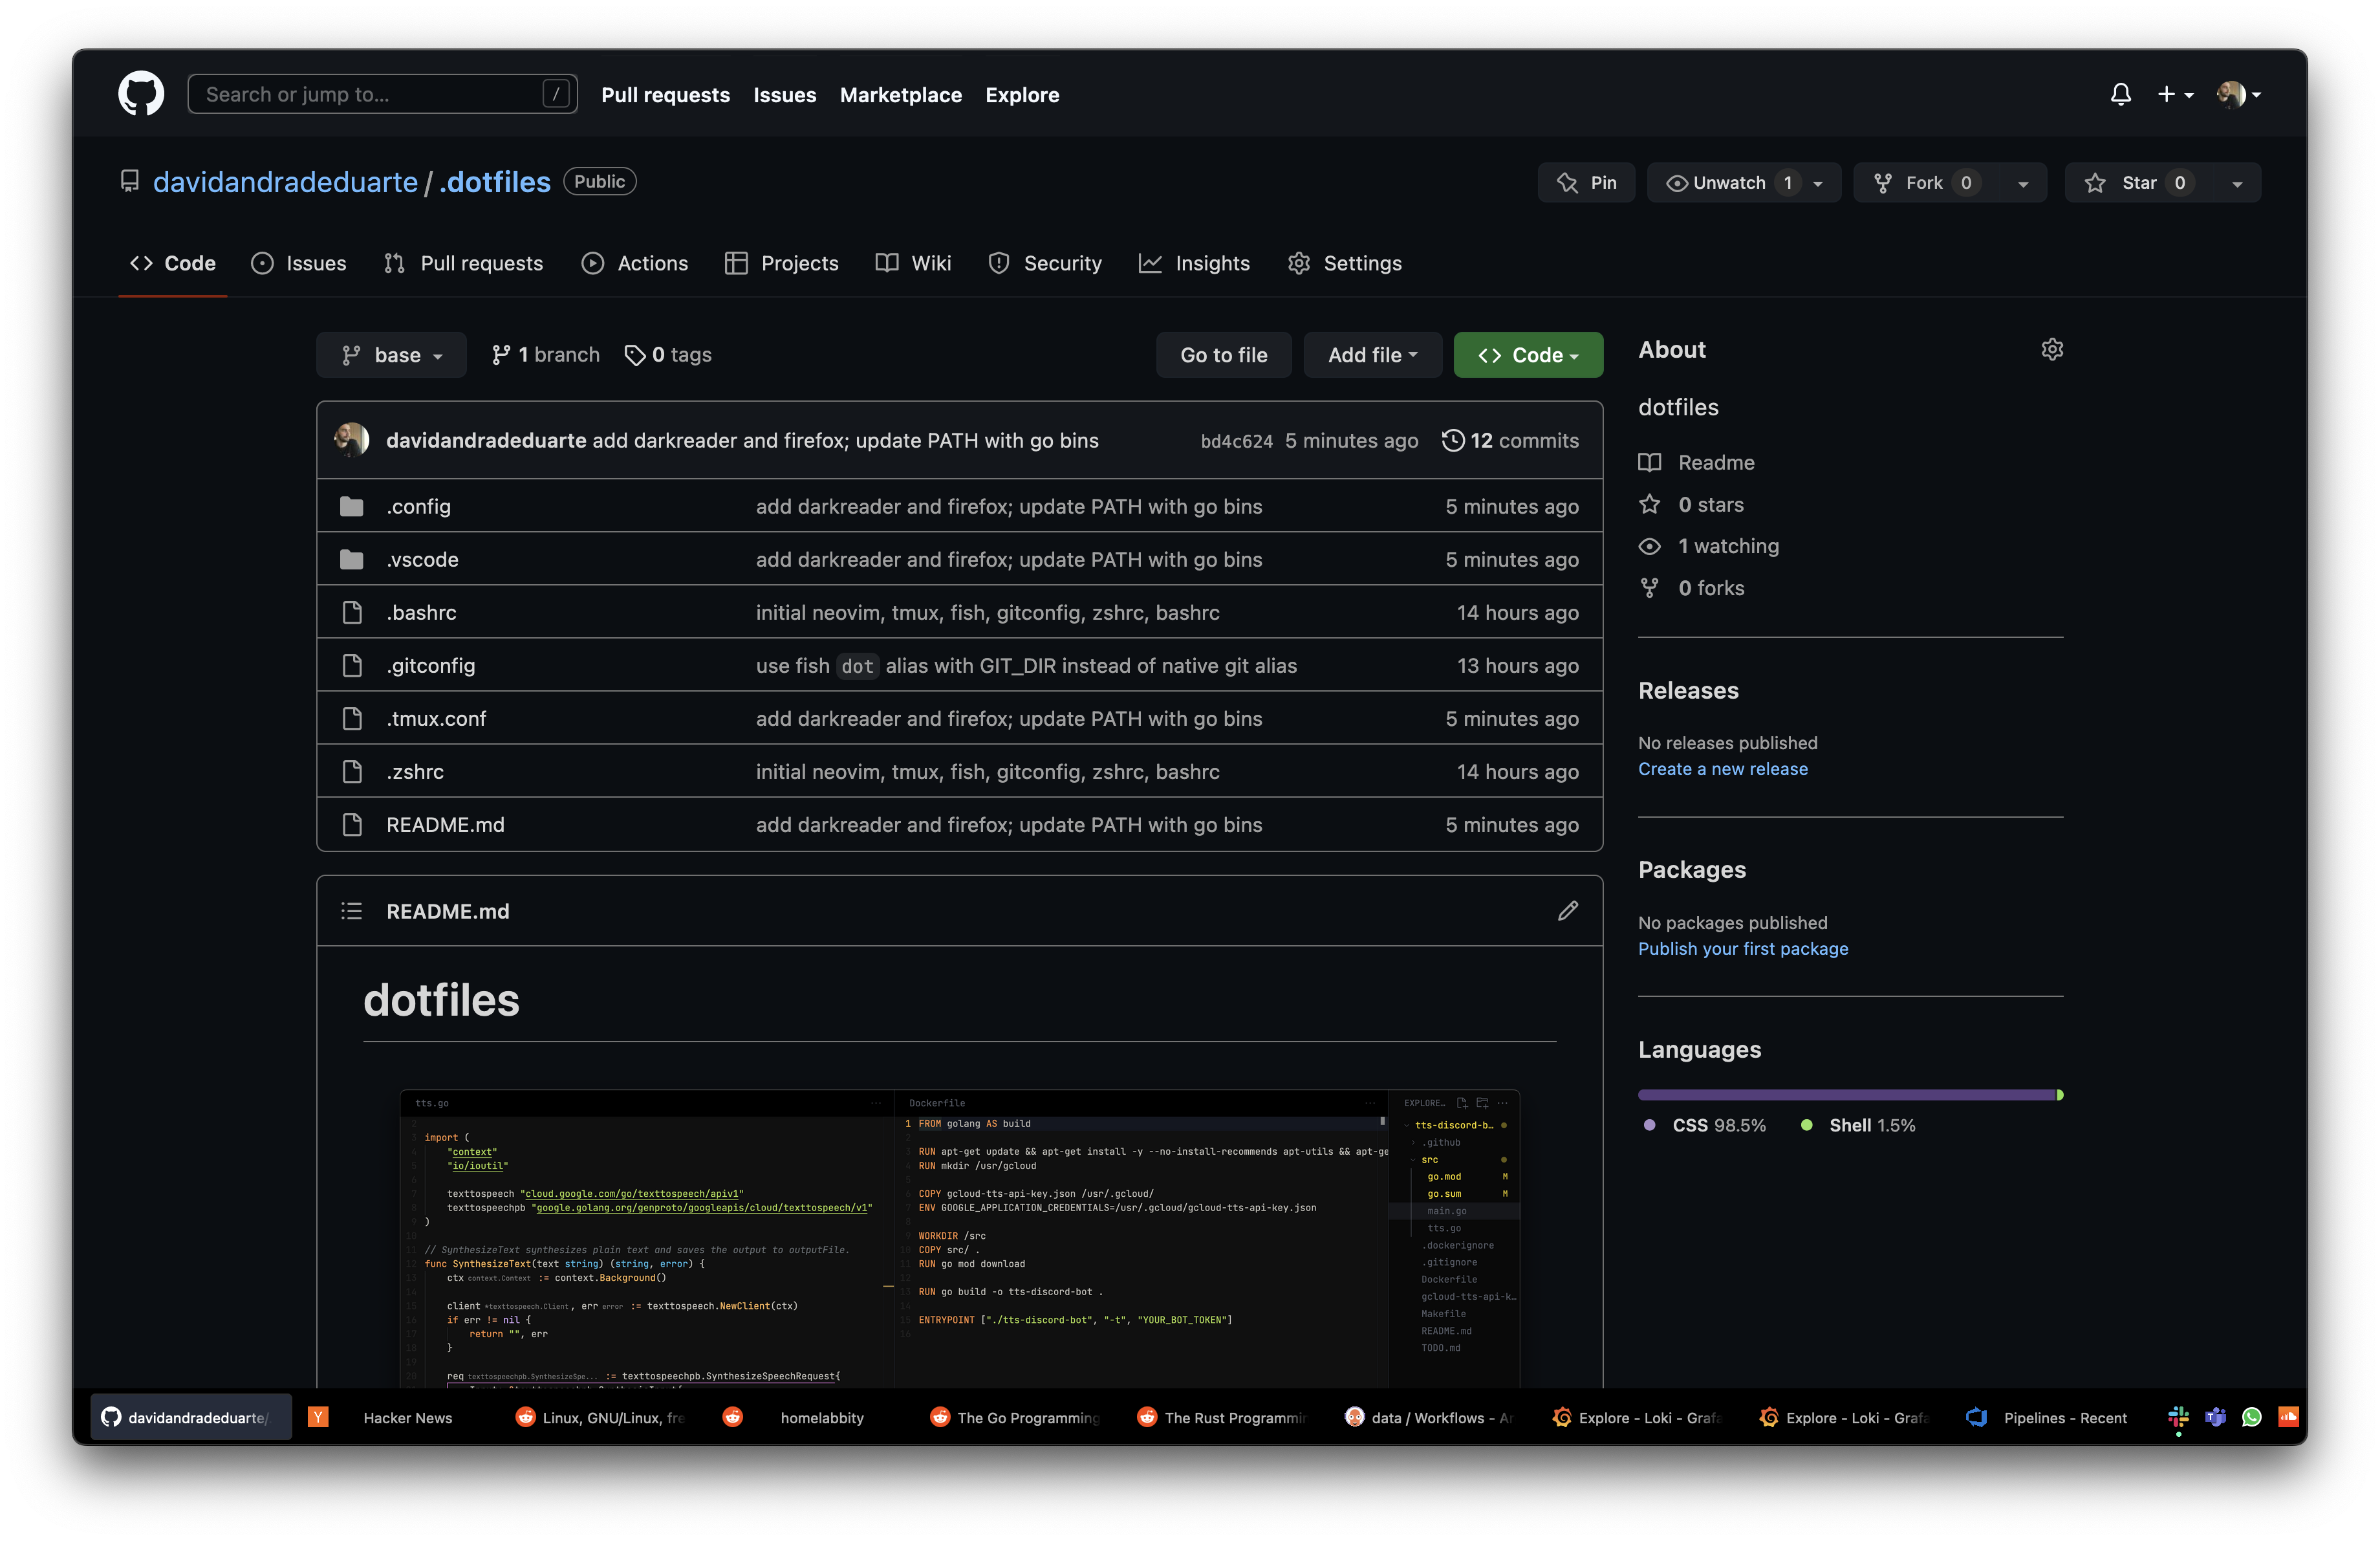 Search or jump to... /
Pull requests Issues Marketplace Explore
davidandradeduarte / .dotfiles Public
Pin Unwatch 1 Fork 0 Star 0
Code Issues Pull requests Actions Projects Wiki Security Insights Settings
base 1 branch 0 tags Go to file Add file Code
davidandradeduarte add darkreader and firefox; update PATH with go bins bd4c624 5 minutes ago 12 commits
.config add darkreader and firefox; update PATH with go bins 5 minutes ago
.vscode add darkreader and firefox; update PATH with go bins 5 minutes ago
.bashrc initial neovim, tmux, fish, gitconfig, zshrc, bashrc 14 hours ago
.gitconfig use fish dot alias with GIT_DIR instead of native git alias 13 hours ago
.tmux.conf add darkreader and firefox; update PATH with go bins 5 minutes ago
.zshrc initial neovim, tmux, fish, gitconfig, zshrc, bashrc 14 hours ago
README.md add darkreader and firefox; update PATH with go bins 5 minutes ago
About
dotfiles
Readme
0 stars
1 watching
0 forks
Releases
No releases published
Create a new release
Packages
No packages published
Publish your first package
Languages
CSS 98.5% Shell 1.5%
README.md
dotfiles
tts.go
2
import (
"context"
"io/ioutil"
texttospeech "cloud.google.com/go/texttospeech/apiv1"
texttospeechpb "google.golang.org/genproto/googleapis/cloud/texttospeech/v1"
)
// SynthesizeText synthesizes plain text and saves the output to outputFile.
func SynthesizeText(text string) (string, error) {
ctx context.Context := context.Background()
client *texttospeech.Client, err error := texttospeech.NewClient(ctx)
if err != nil {
return "", err
}
req texttospeechpb.SynthesizeSpe... := texttospeechpb.SynthesizeSpeechRequest{
Dockerfile
1 FROM golang AS build
RUN apt-get update && apt-get install -y --no-install-recommends apt-utils && apt-ge
RUN mkdir /usr/gcloud
COPY gcloud-tts-api-key.json /usr/.gcloud/
ENV GOOGLE_APPLICATION_CREDENTIALS=/usr/.gcloud/gcloud-tts-api-key.json
WORKDIR /src
COPY src/ .
RUN go mod download
RUN go build -o tts-discord-bot .
ENTRYPOINT ["./tts-discord-bot", "-t", "YOUR_BOT_TOKEN"]
EXPLORE...
tts-discord-b...
.github
src
go.mod M
go.sum M
main.go
tts.go
.dockerignore
.gitignore
Dockerfile
gcloud-tts-api-k...
Makefile
README.md
TODO.md
davidandradeduarte/ Y Hacker News Linux, GNU/Linux, fre homelabbity The Go Programming The Rust Programmin data / Workflows - Ar Explore - Loki - Grafa Explore - Loki - Grafa Pipelines - Recent